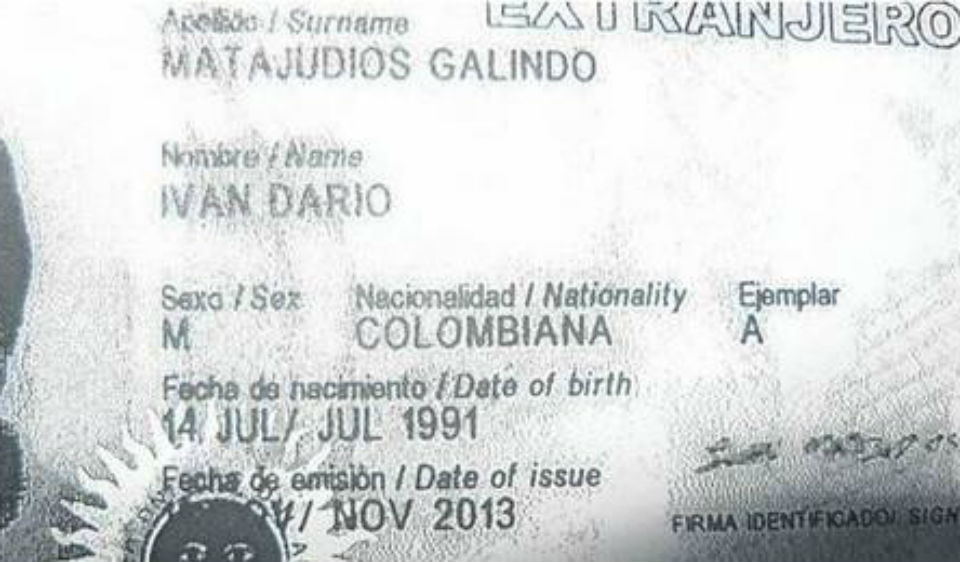 EXTRANJERO
Apellido / Surname
MATAJUDIOS GALINDO
Nombre / Name
IVAN DARIO
Sexo / Sex Nacionalidad / Nationality Ejemplar
M COLOMBIANA A
Fecha de nacimiento / Date of birth
14 JUL/ JUL 1991
Fecha de emisión / Date of issue
NOV 2013
FIRMA IDENTIFICADO/ SIGN